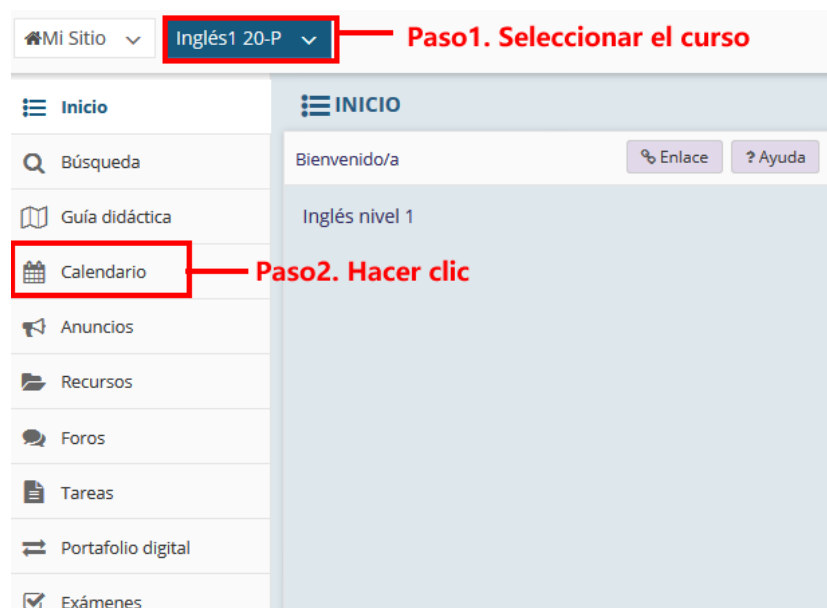 Mi Sitio
Inglés1 20-P
Paso1. Seleccionar el curso
Inicio
INICIO
Búsqueda
Bienvenido/a
Enlace
? Ayuda
Guía didáctica
Inglés nivel 1
Calendario
Paso2. Hacer clic
Anuncios
Recursos
Foros
Tareas
Portafolio digital
Exámenes